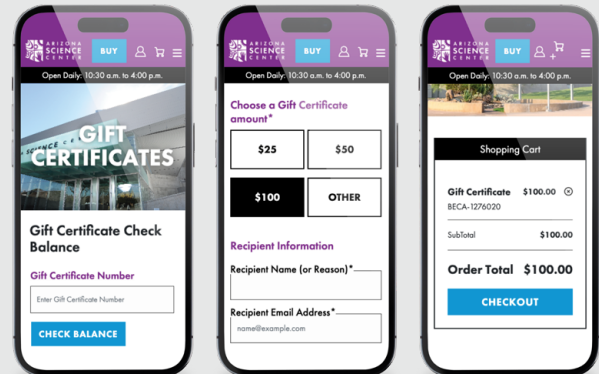 ARIZONA
SCIENCE
CENTER
BUY
Open Daily: 10:30 a.m. to 4:00 p.m.
SCIENCE CE
GIFT
CERTIFICATES
Gift Certificate Check
Balance
Gift Certificate Number
Enter Gift Certificate Number
CHECK BALANCE
ARIZONA
SCIENCE
CENTER
BUY
Open Daily: 10:30 a.m. to 4:00 p.m.
Choose a Gift Certificate
amount*
$25
$50
$100
OTHER
Recipient Information
Recipient Name (or Reason)*
Recipient Email Address*
name@example.com
ARIZONA
SCIENCE
CENTER
BUY
Open Daily: 10:30 a.m. to 4:00 p.m.
Shopping Cart
Gift Certificate $100.00
BECA-1276020
SubTotal $100.00
Order Total $100.00
CHECKOUT